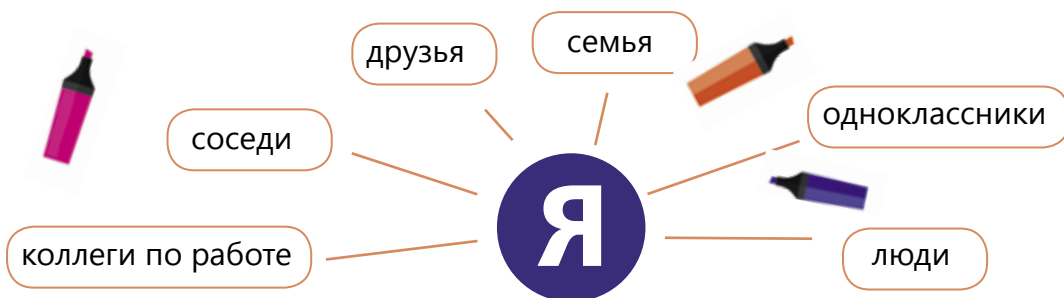 семья
друзья
одноклассники
соседи
Я
коллеги по работе
люди